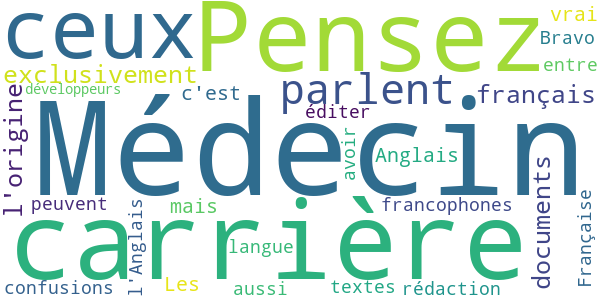 ceux
Pensez
vrai
Bravo
entre
exclusivement
développeurs
c'est
parlent
français
éditer
l'origine
Médecin
avoir
Anglais
peuvent
l'Anglais
mais
francophones
documents
Française
carrière
langue
confusions
Les
aussi
textes
rédaction